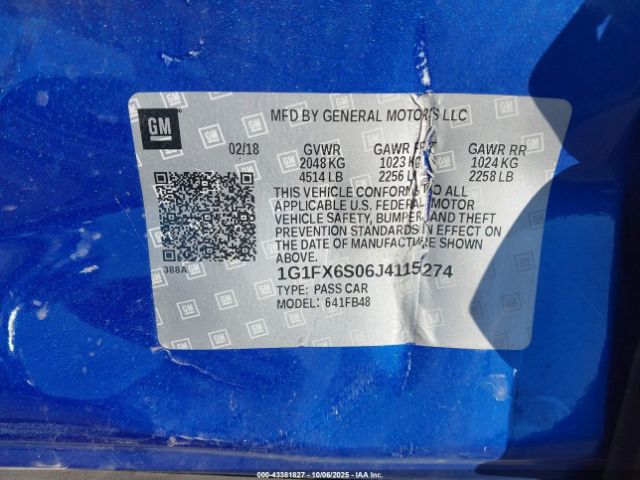 GM
MFD BY GENERAL MOTORS LLC
02/18 GVWR GAWR FR GAWR RR
2048 KG 1023 KG 1024 KG
4514 LB 2256 LB 2258 LB
THIS VEHICLE CONFORMS TO ALL
APPLICABLE U.S. FEDERAL MOTOR
VEHICLE SAFETY, BUMPER, AND THEFT
PREVENTION STANDARDS IN EFFECT ON
THE DATE OF MANUFACTURE SHOWN
ABOVE.
388A
1G1FX6S06J4115274
TYPE: PASS CAR
MODEL: 641FB48
© 43381827 - 10/06/2025 - IAAI.COM